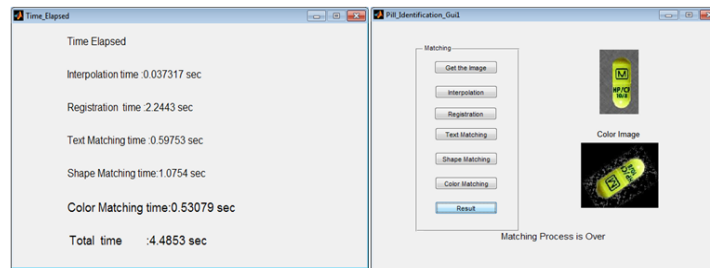 Time_Elapsed
Time Elapsed
Interpolation time :0.037317 sec
Registration time :2.2443 sec
Text Matching time :0.59753 sec
Shape Matching time:1.0754 sec
Color Matching time:0.53079 sec
Total time :4.4853 sec
Pill_Identification_Gui1
Matching
Get the Image
Interpolation
Registration
Text Matching
Shape Matching
Color Matching
Result
M
HP/CF
Color Image
M
Matching Process is Over